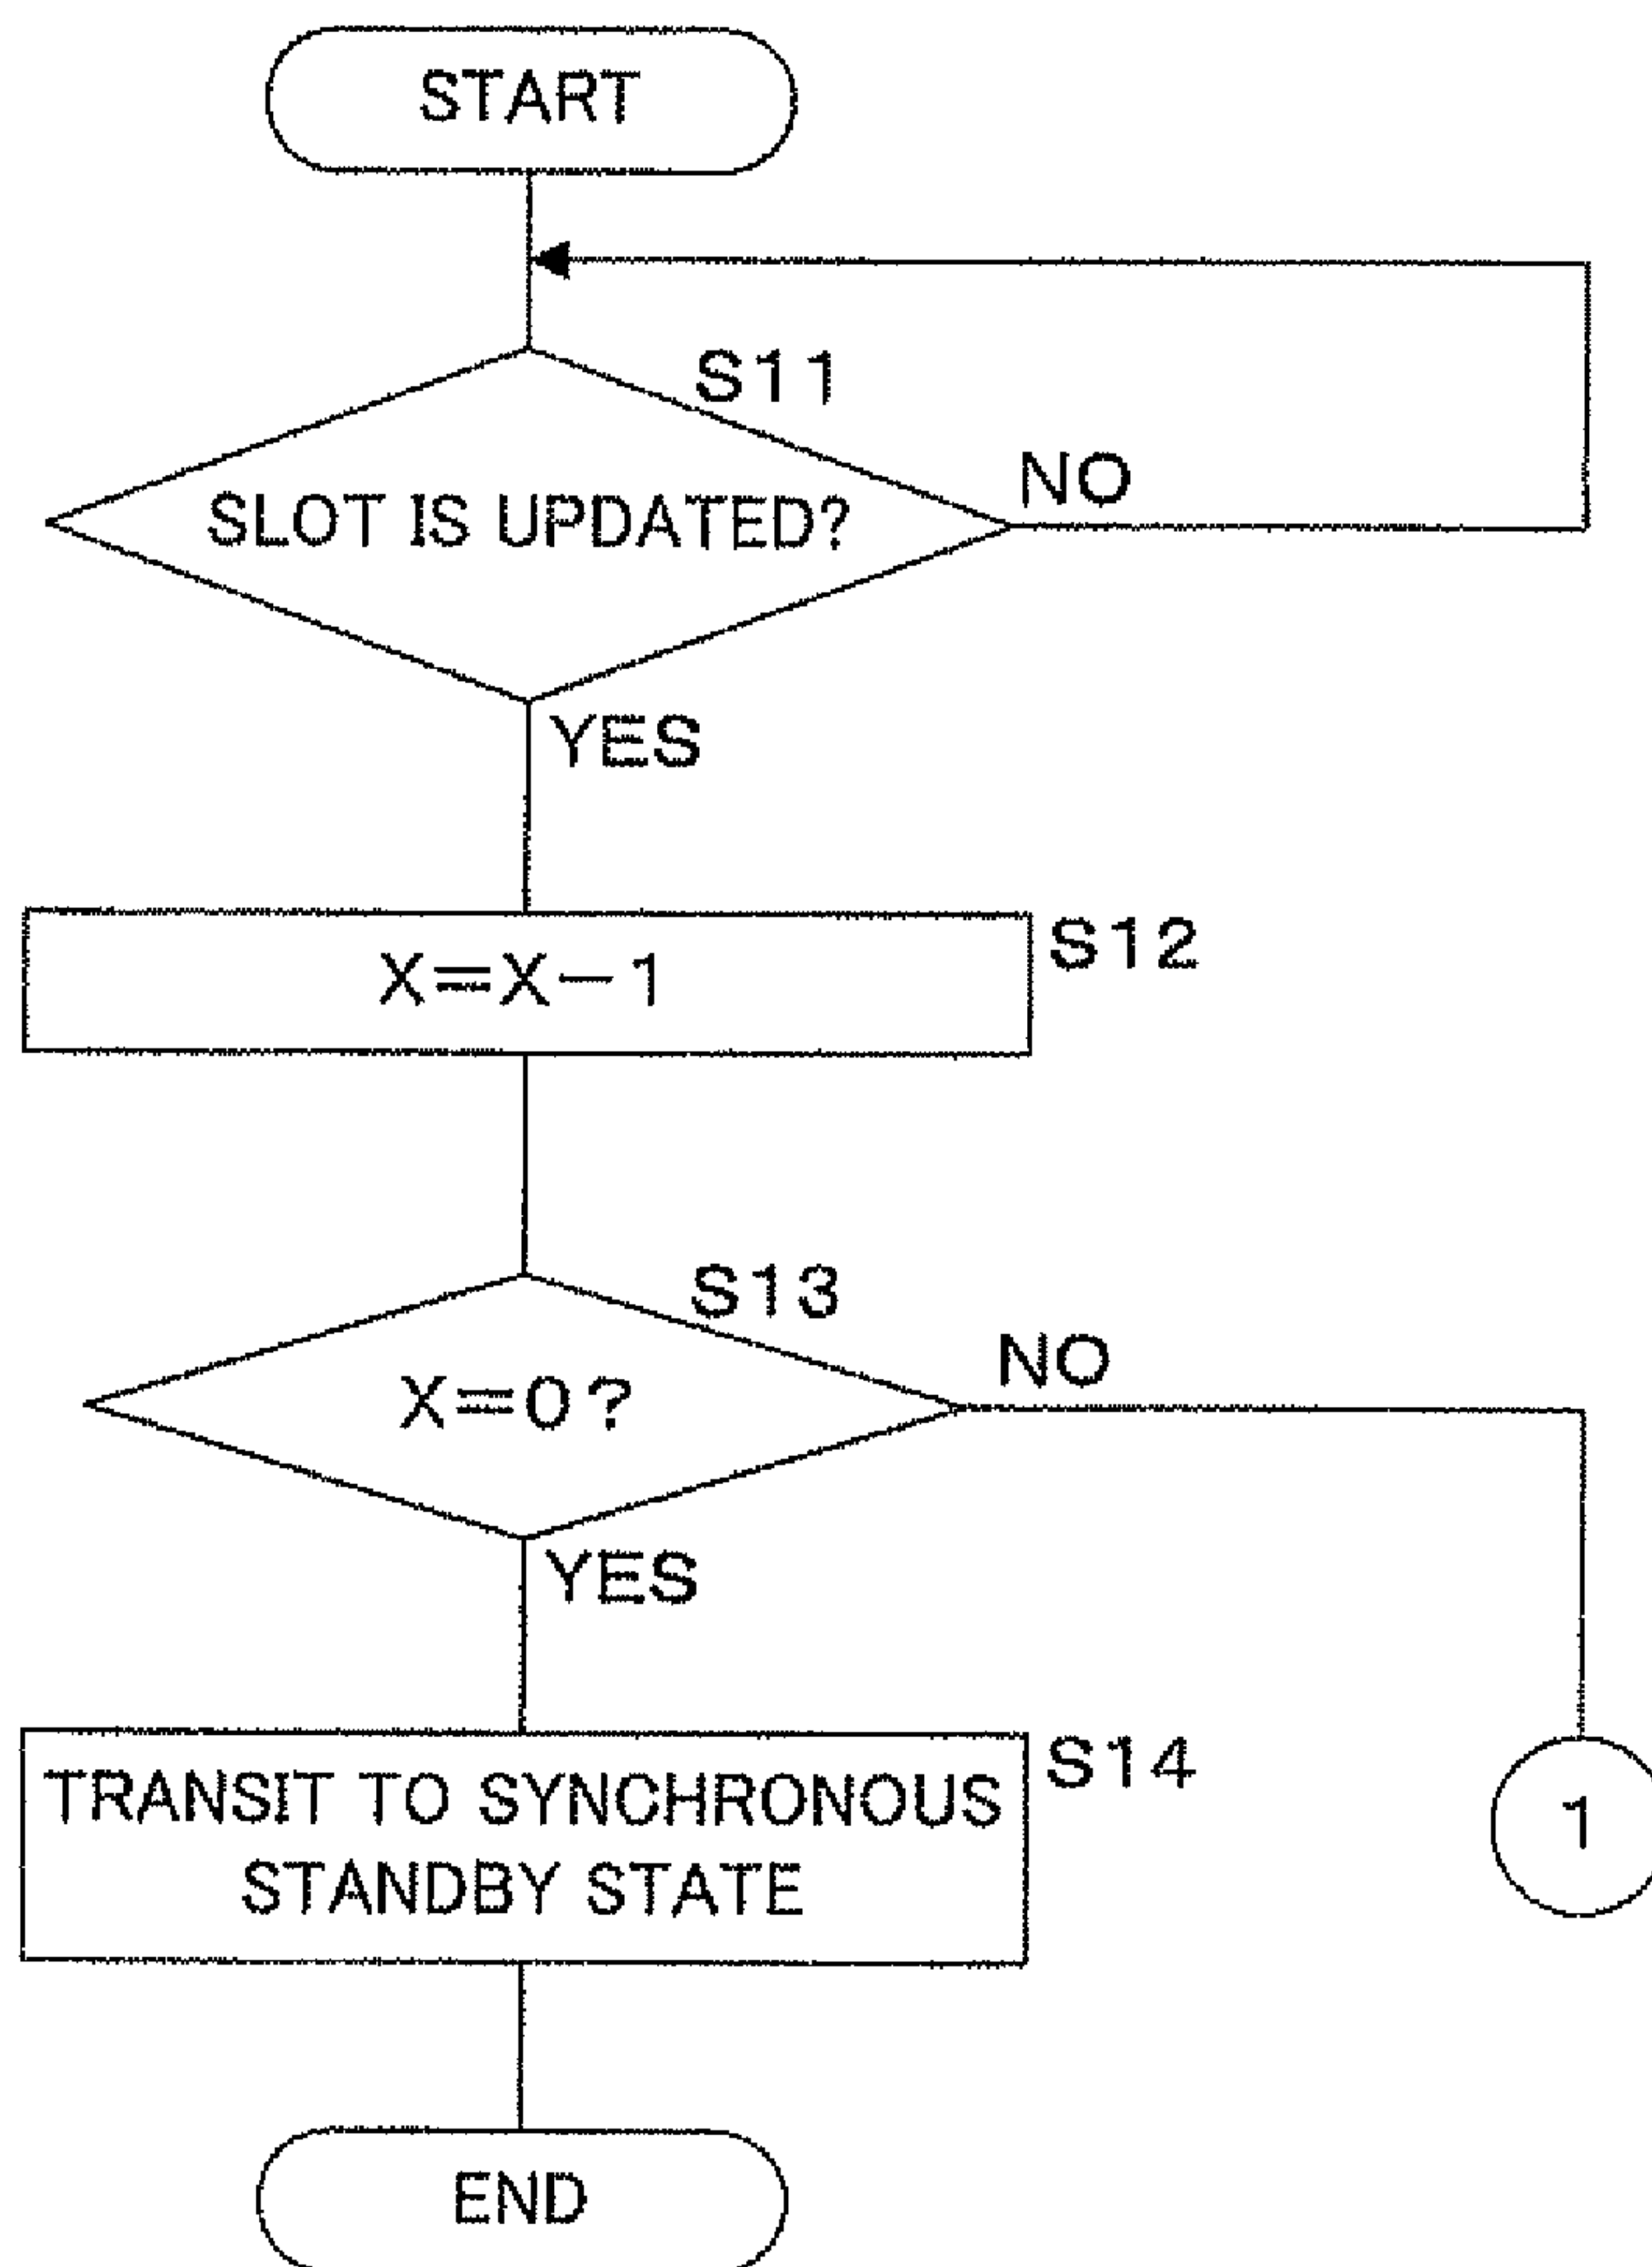 START
S11
SLOT IS UPDATED?
NO
YES
X=X-1
S12
S13
X=0?
NO
YES
TRANSIT TO SYNCHRONOUS
STANDBY STATE
S14
1
END